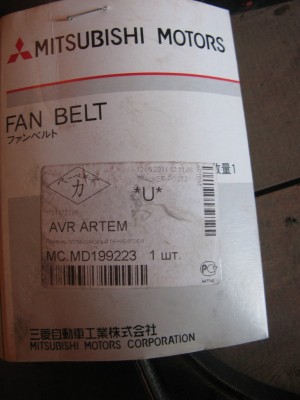 MITSUBISHI MOTORS
FAN BELT
ファンベルト
数量1
カ
*U*
AVR ARTEM
MC MD199223 1 шт.
РСТ
三菱自動車工業株式会社
MITSUBISHI MOTORS CORPORATION